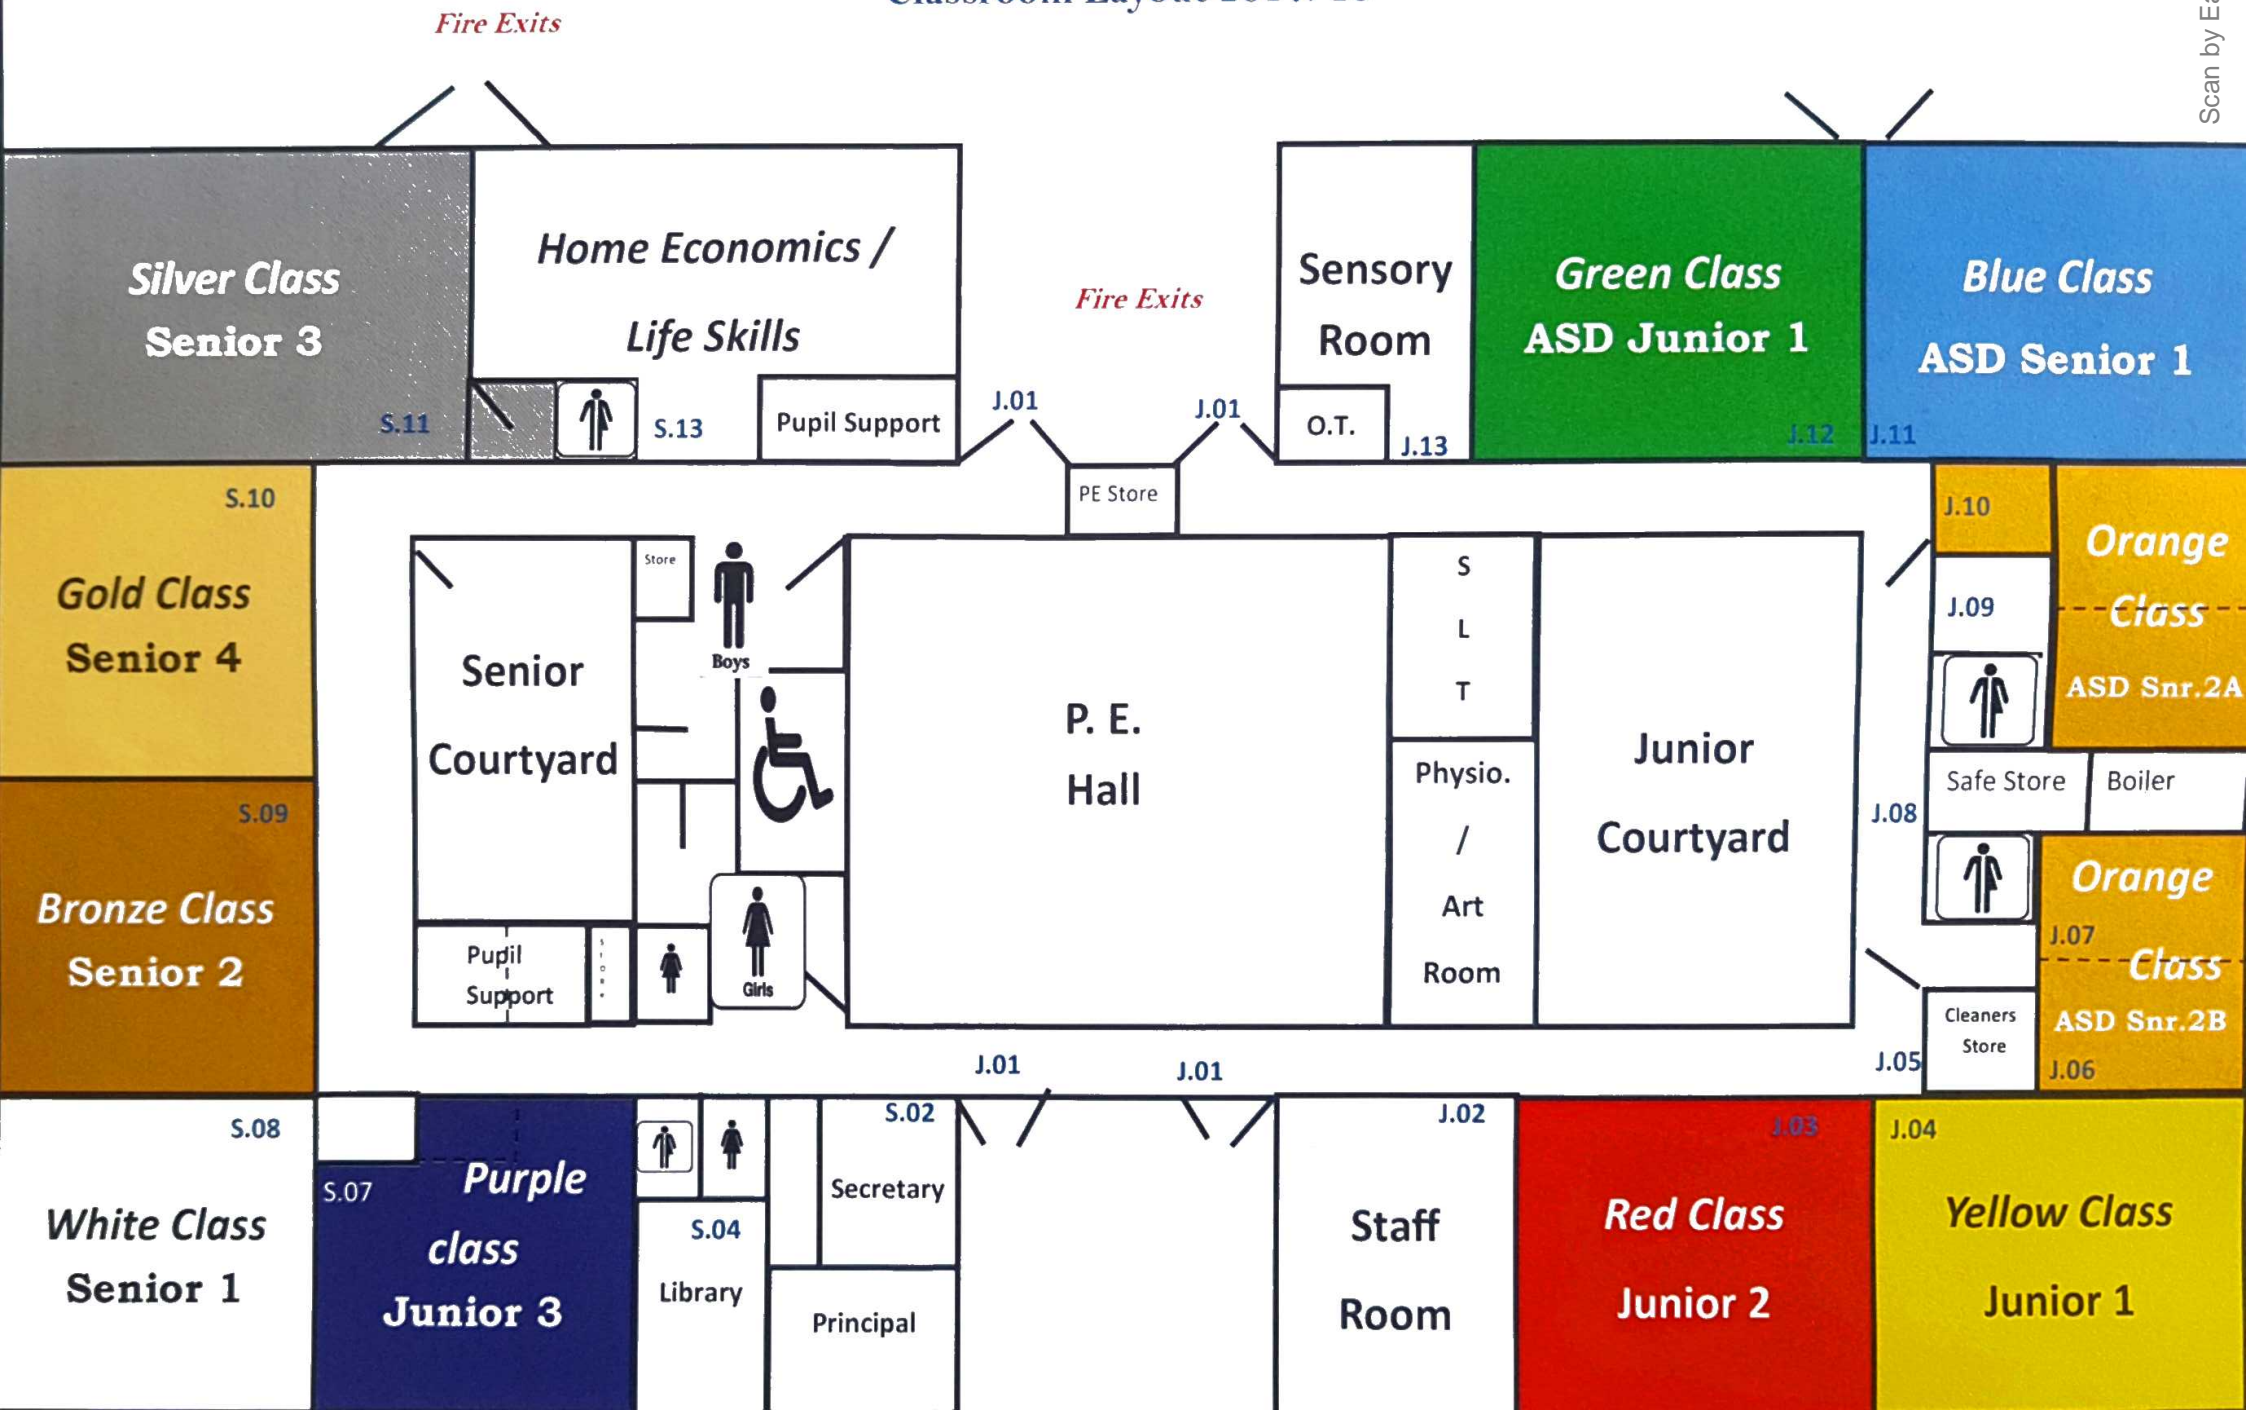 Fire Exits
Silver Class
Senior 3
S.11
Home Economics /
Life Skills
S.13
Pupil Support
Fire Exits
J.01
J.01
Sensory
Room
O.T.
J.13
Green Class
ASD Junior 1
J.12
Blue Class
ASD Senior 1
J.11
S.10
Gold Class
Senior 4
S.09
Bronze Class
Senior 2
Senior
Courtyard
Store
Boys
Pupil
Support
Store
Girls
PE Store
P. E.
Hall
S
L
T
Physio.
/
Art
Room
Junior
Courtyard
J.10
J.09
Orange
Class
ASD Snr.2A
Safe Store
Boiler
J.08
Orange
J.07
Class
ASD Snr.2B
J.06
Cleaners
Store
J.05
J.01
J.01
S.08
White Class
Senior 1
S.07
Purple
class
Junior 3
S.04
Library
S.02
Secretary
Principal
J.02
Staff
Room
J.03
Red Class
Junior 2
J.04
Yellow Class
Junior 1
Scan by